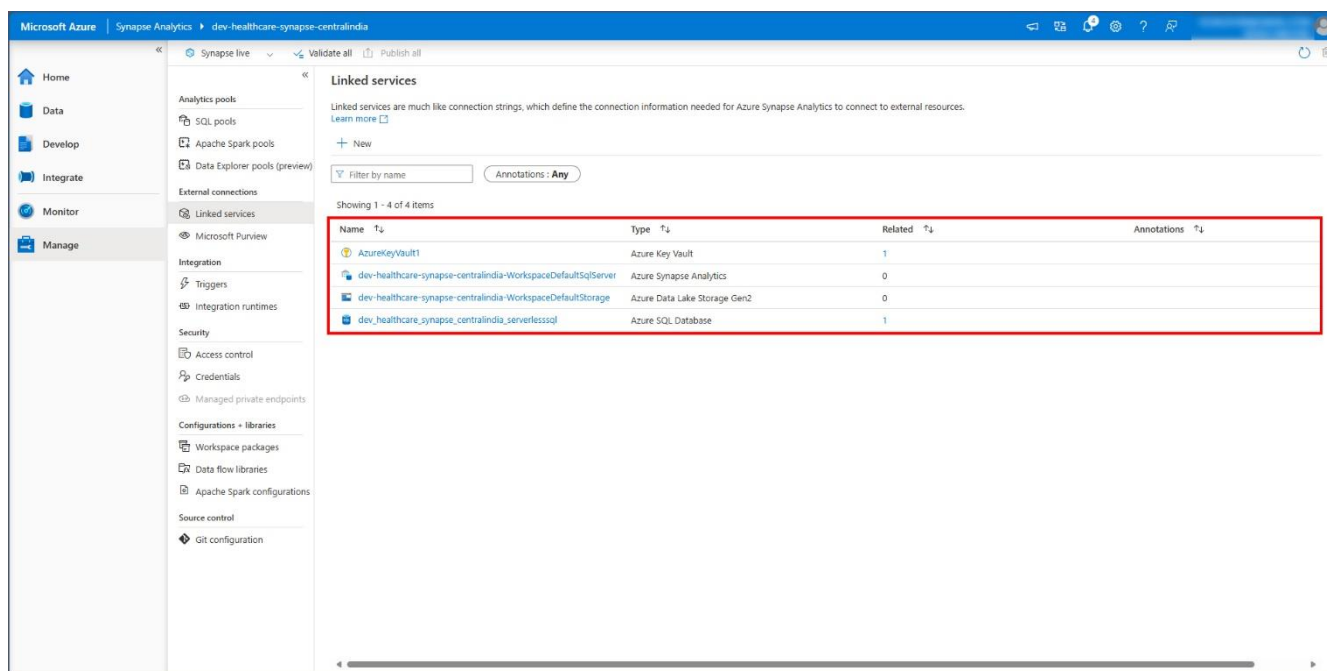 Microsoft Azure | Synapse Analytics ▸ dev-healthcare-synapse-centralindia
4
Synapse live Validate all Publish all
Home
Data
Develop
Integrate
Monitor
Manage
Analytics pools
SQL pools
Apache Spark pools
Data Explorer pools (preview)
External connections
Linked services
Microsoft Purview
Integration
Triggers
Integration runtimes
Security
Access control
Credentials
Managed private endpoints
Configurations + libraries
Workspace packages
Data flow libraries
Apache Spark configurations
Source control
Git configuration
Linked services
Linked services are much like connection strings, which define the connection information needed for Azure Synapse Analytics to connect to external resources.
Learn more
+ New
Filter by name Annotations : Any
Showing 1 - 4 of 4 items
Name Type Related Annotations
AzureKeyVault1 Azure Key Vault 1
dev-healthcare-synapse-centralindia-WorkspaceDefaultSqlServer Azure Synapse Analytics 0
dev-healthcare-synapse-centralindia-WorkspaceDefaultStorage Azure Data Lake Storage Gen2 0
dev_healthcare_synapse_centralindia_serverlesssql Azure SQL Database 1